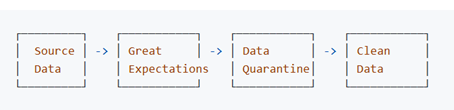 Source -> Great -> Data -> Clean
Data Expectations Quarantine Data